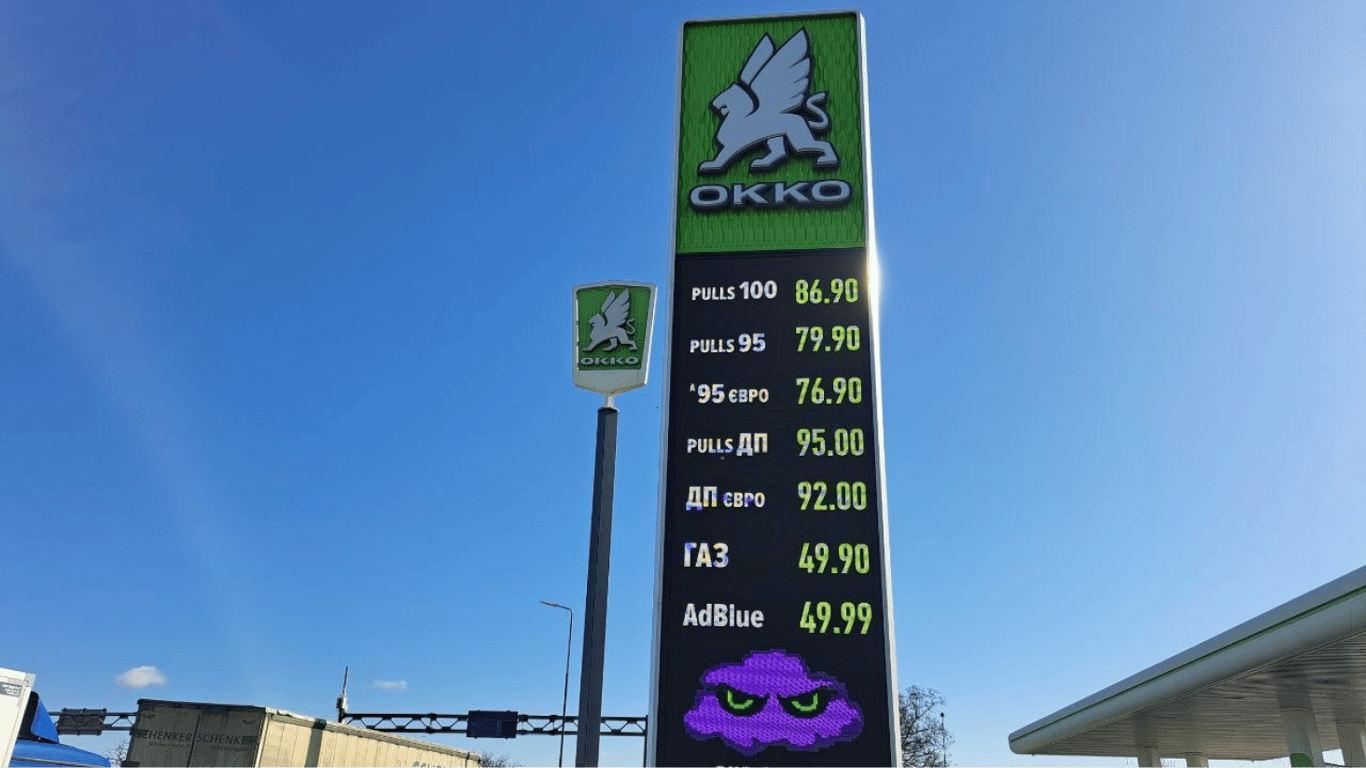 OKKO
PULLS 100 86.90
PULLS 95 79.90
A95 ЄВРО 76.90
PULLS ДП 95.00
ДП ЄВРО 92.00
ГАЗ 49.90
AdBlue 49.99
OKKO
SCHENKER SCHENKER